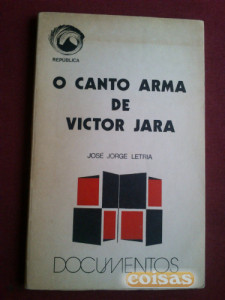 REPÚBLICA
O CANTO ARMA
DE
VICTOR JARA
JOSÉ JORGE LETRIA
DOCUMENTOS
coisas